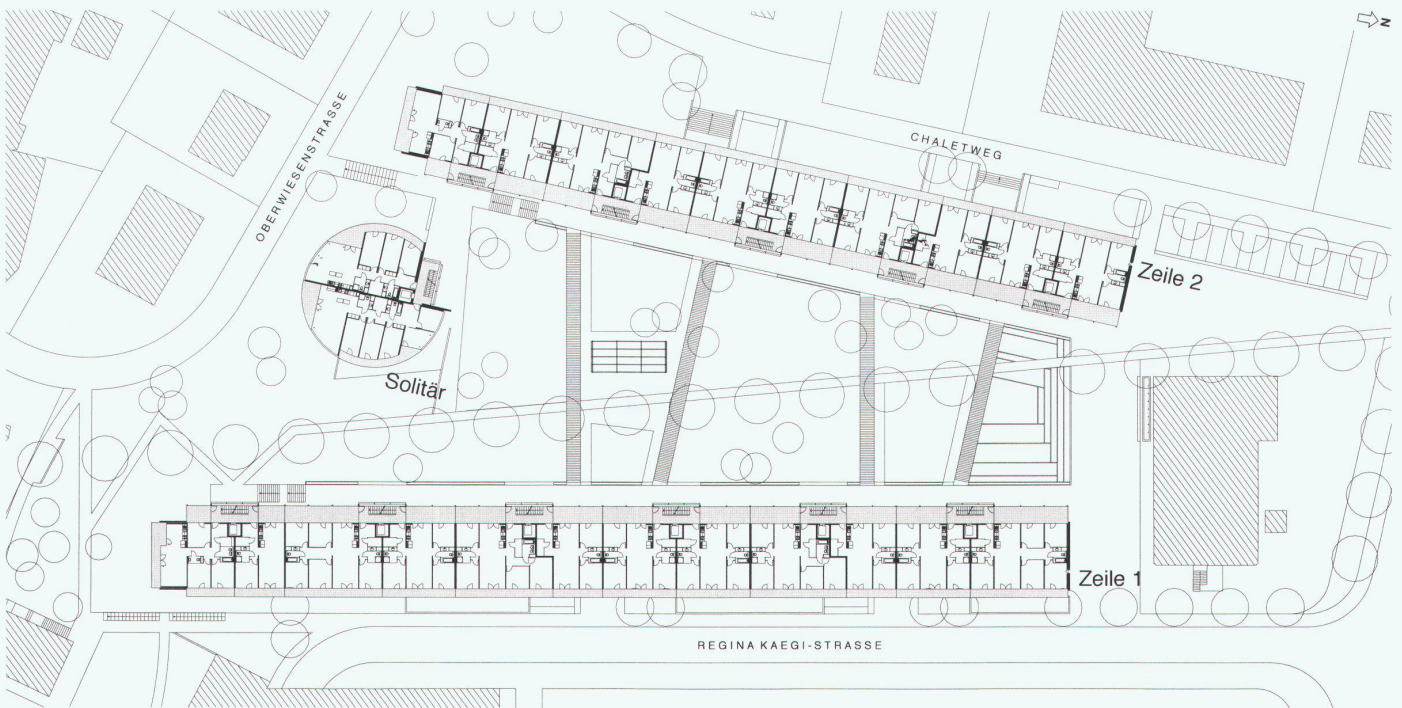 N
OBERWIESENSTRASSE
CHALETWEG
Zeile 2
Solitär
Zeile 1
REGINA KAEGI-STRASSE